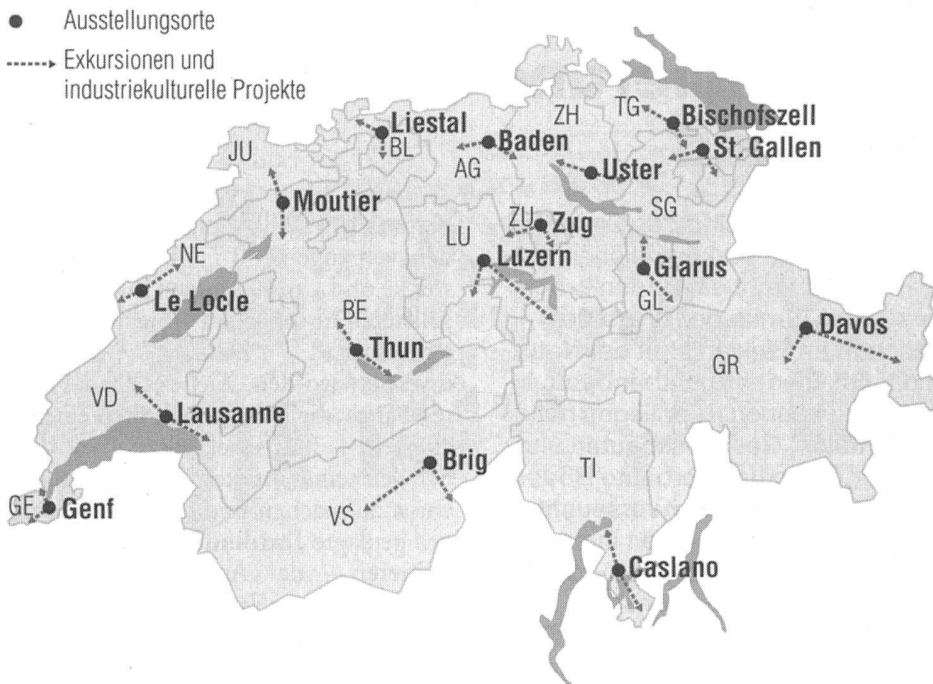 Ausstellungsorte
Exkursionen und
industriekulturelle Projekte
ZH
TG
Bischofszell
Liestal
BL
Baden
St. Gallen
JU
AG
Uster
Moutier
ZU
Zug
SG
NE
LU
Luzern
Glarus
Le Locle
GL
BE
Davos
Thun
GR
VD
Lausanne
Brig
TI
GE
Genf
VS
Caslano